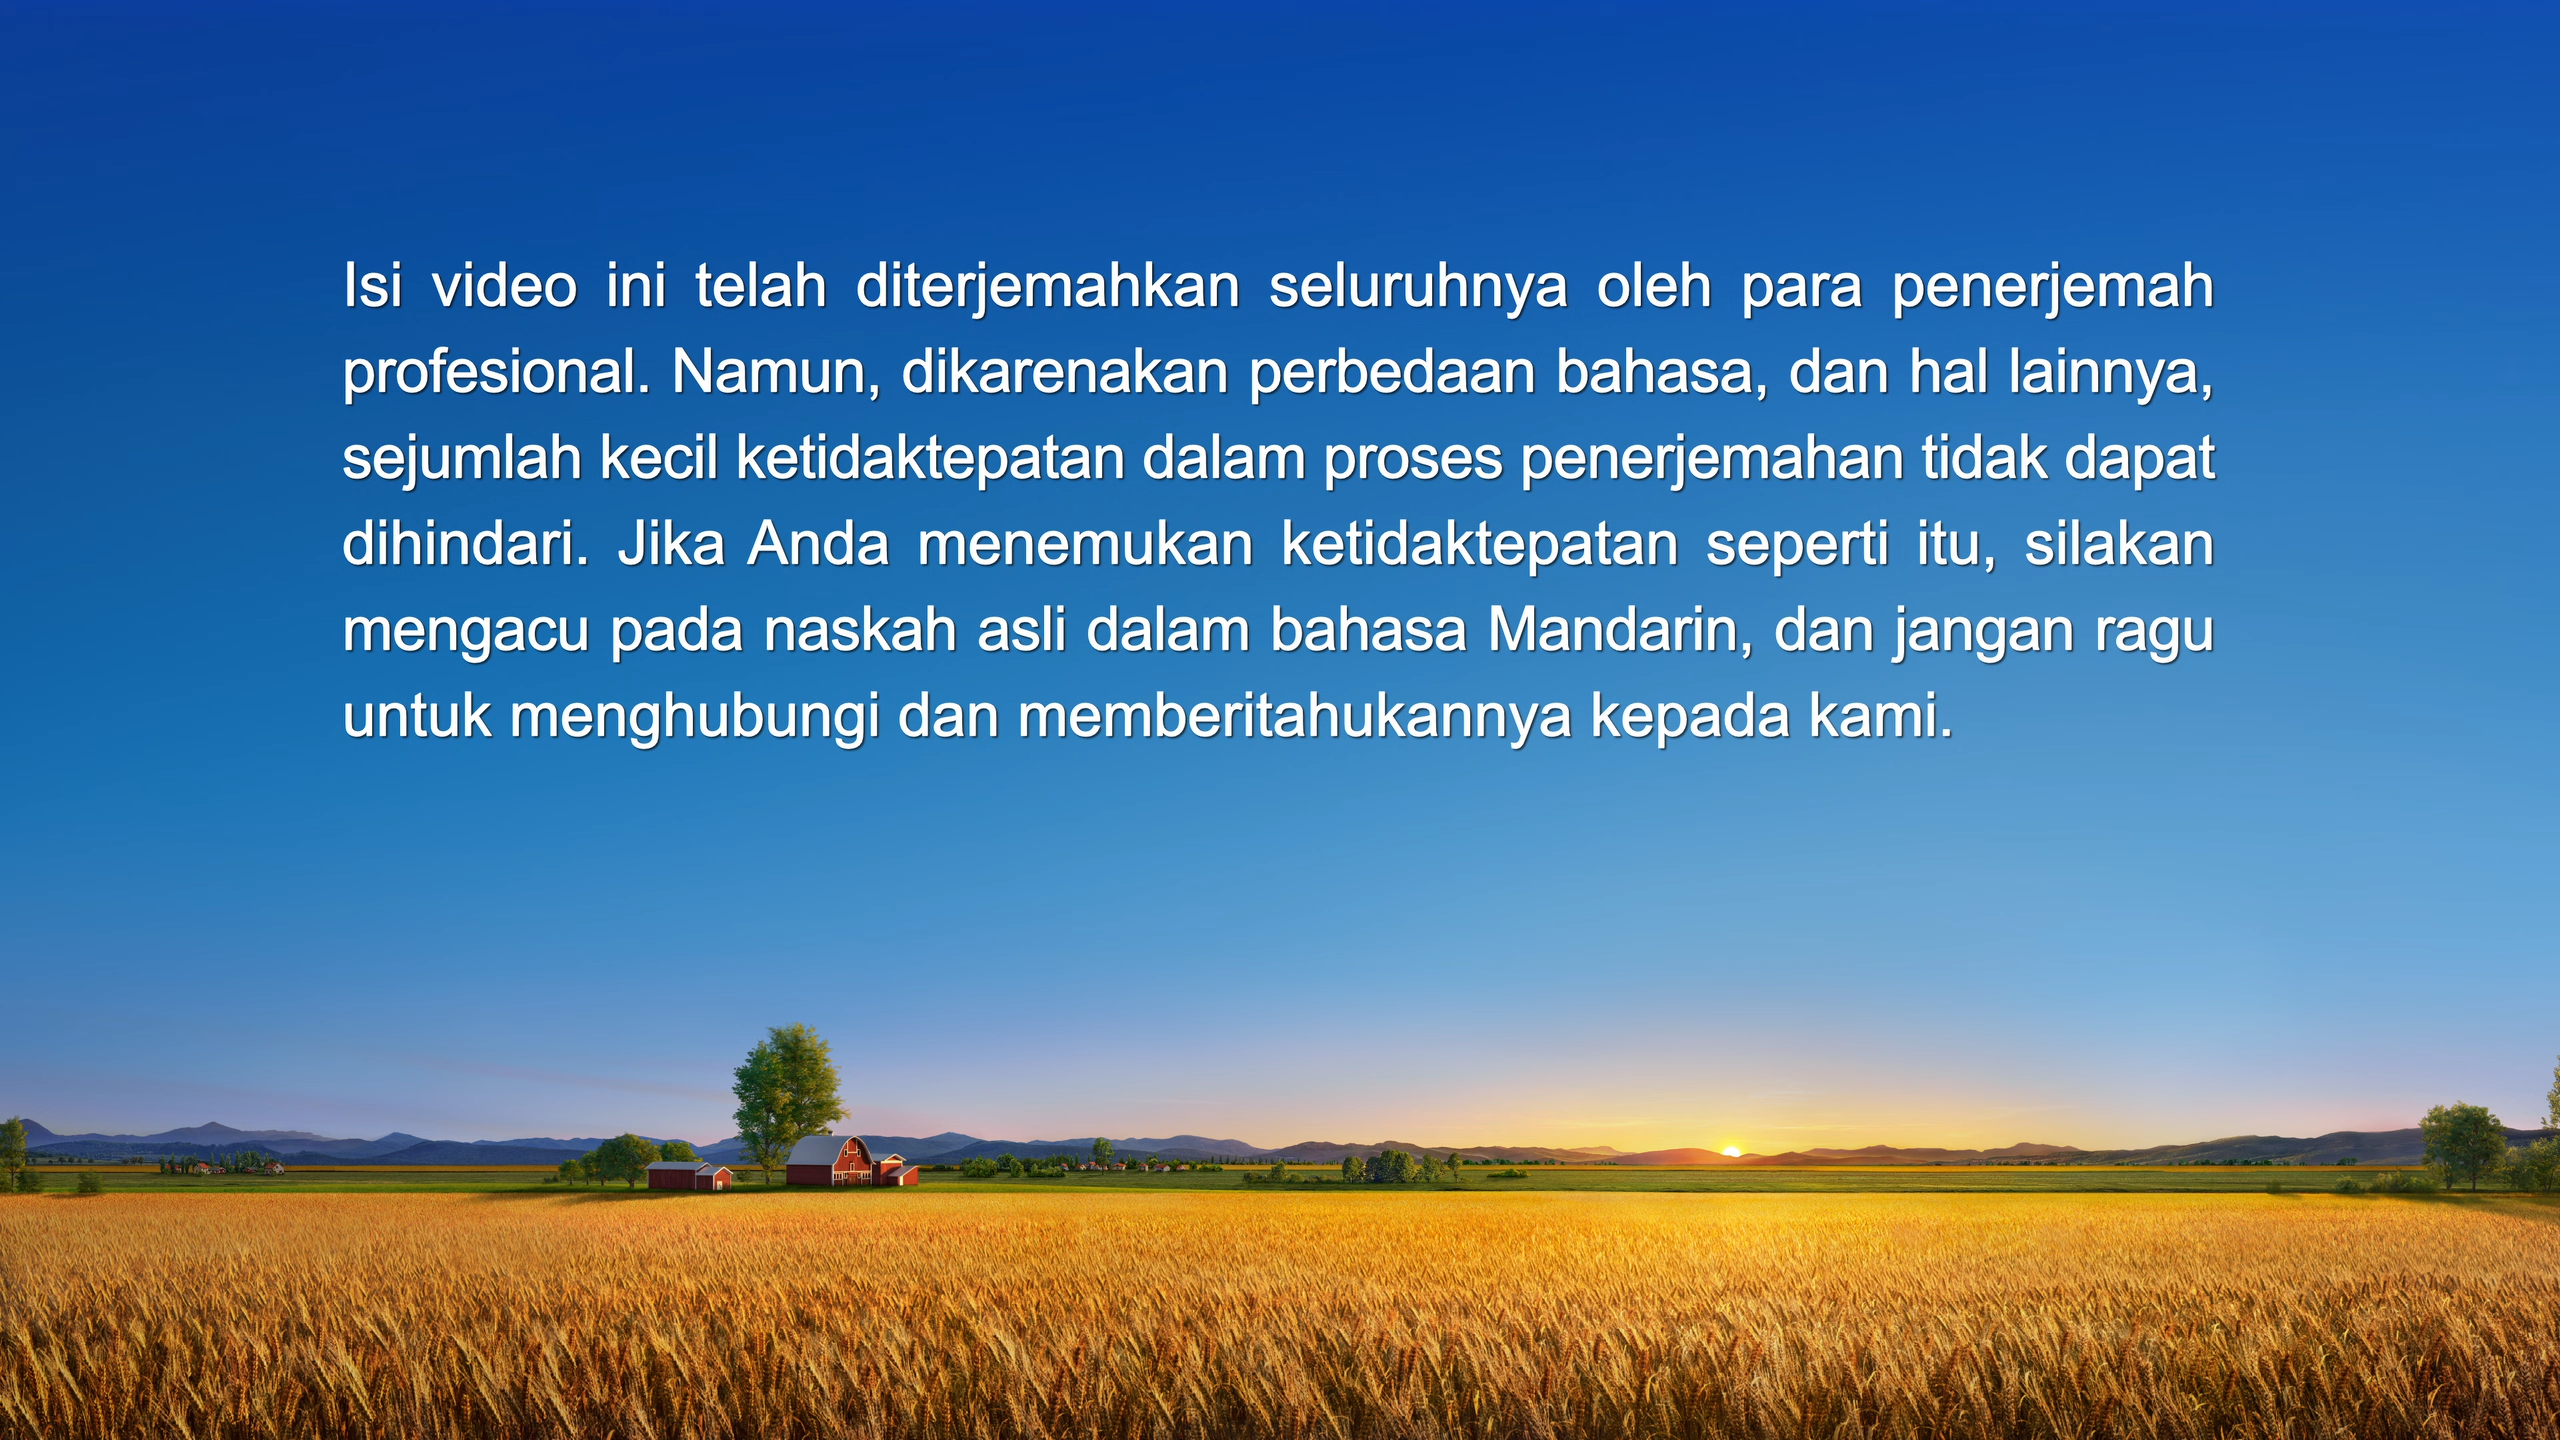 Isi video ini telah diterjemahkan seluruhnya oleh para penerjemah
profesional. Namun, dikarenakan perbedaan bahasa, dan hal lainnya,
sejumlah kecil ketidaktepatan dalam proses penerjemahan tidak dapat
dihindari. Jika Anda menemukan ketidaktepatan seperti itu, silakan
mengacu pada naskah asli dalam bahasa Mandarin, dan jangan ragu
untuk menghubungi dan memberitahukannya kepada kami.